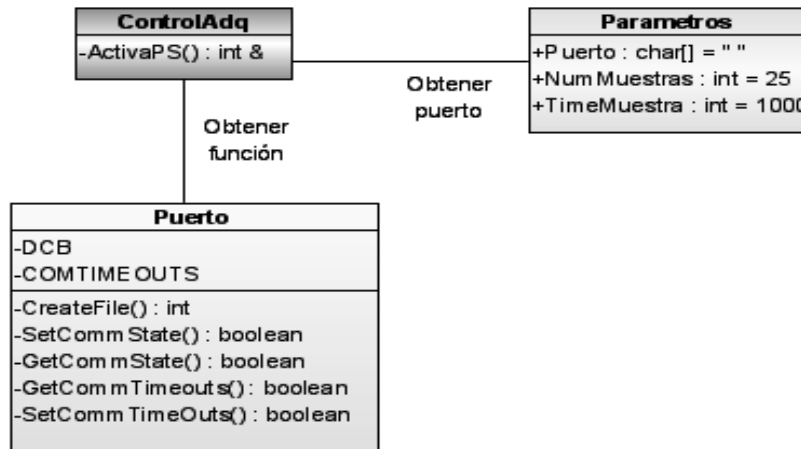 ControlAdq
-ActivaPS() : int &
Parametros
+Puerto : char[] = " "
+NumMuestras : int = 25
+TimeMuestra : int = 1000
Obtener
puerto
Obtener
función
Puerto
-DCB
-COMTIMEOUTS
-CreateFile() : int
-SetCommState() : boolean
-GetCommState() : boolean
-GetCommTimeouts() : boolean
-SetCommTimeOuts() : boolean